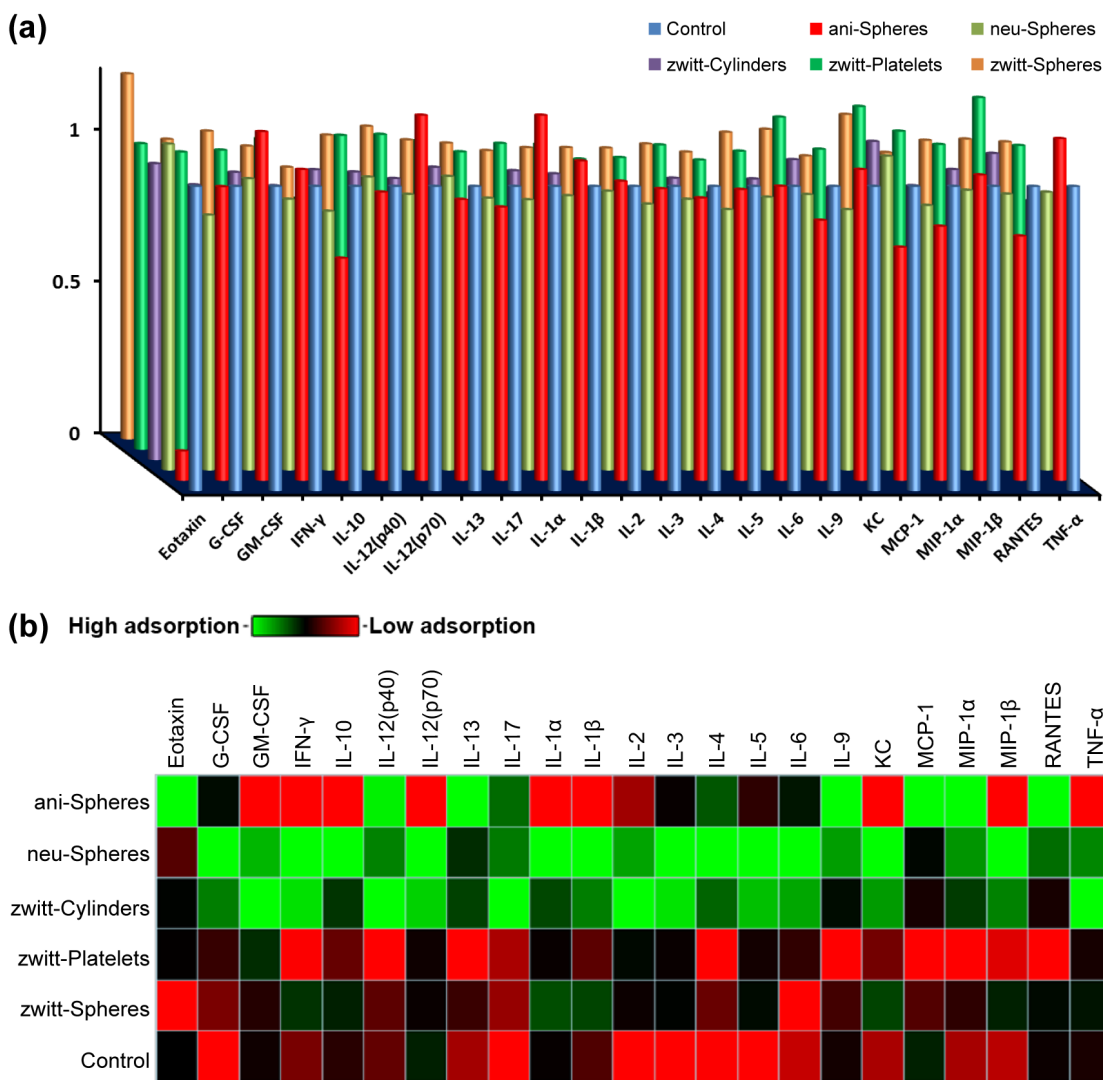 (a)
Control ani-Spheres neu-Spheres
zwitt-Cylinders zwitt-Platelets zwitt-Spheres
1
0.5
0
Eotaxin G-CSF GM-CSF IFN-γ IL-10 IL-12(p40) IL-12(p70) IL-13 IL-17 IL-1α IL-1β IL-2 IL-3 IL-4 IL-5 IL-6 IL-9 KC MCP-1 MIP-1α MIP-1β RANTES TNF-α
(b) High adsorption - - Low adsorption
Eotaxin G-CSF GM-CSF IFN-γ IL-10 IL-12(p40) IL-12(p70) IL-13 IL-17 IL-1α IL-1β IL-2 IL-3 IL-4 IL-5 IL-6 IL-9 KC MCP-1 MIP-1α MIP-1β RANTES TNF-α
ani-Spheres
neu-Spheres
zwitt-Cylinders
zwitt-Platelets
zwitt-Spheres
Control